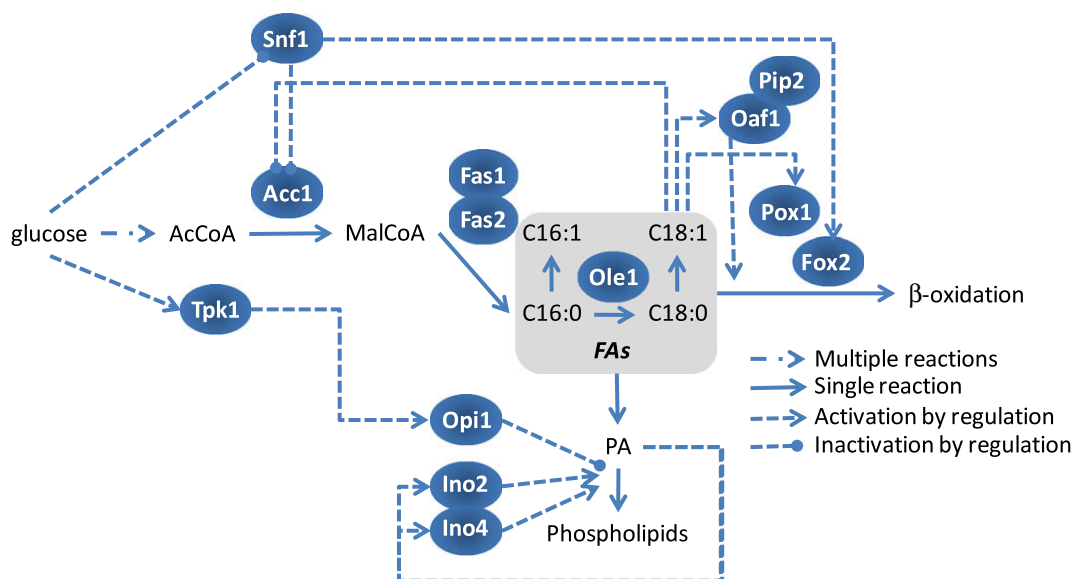 Snf1
Pip2
Oaf1
Fas1
Acc1
Pox1
Fas2
glucose
AcCoA
MalCoA
C16:1
C18:1
Fox2
Ole1
β-oxidation
Tpk1
C16:0
C18:0
FAs
Multiple reactions
Single reaction
Activation by regulation
Inactivation by regulation
Opi1
PA
Ino2
Ino4
Phospholipids